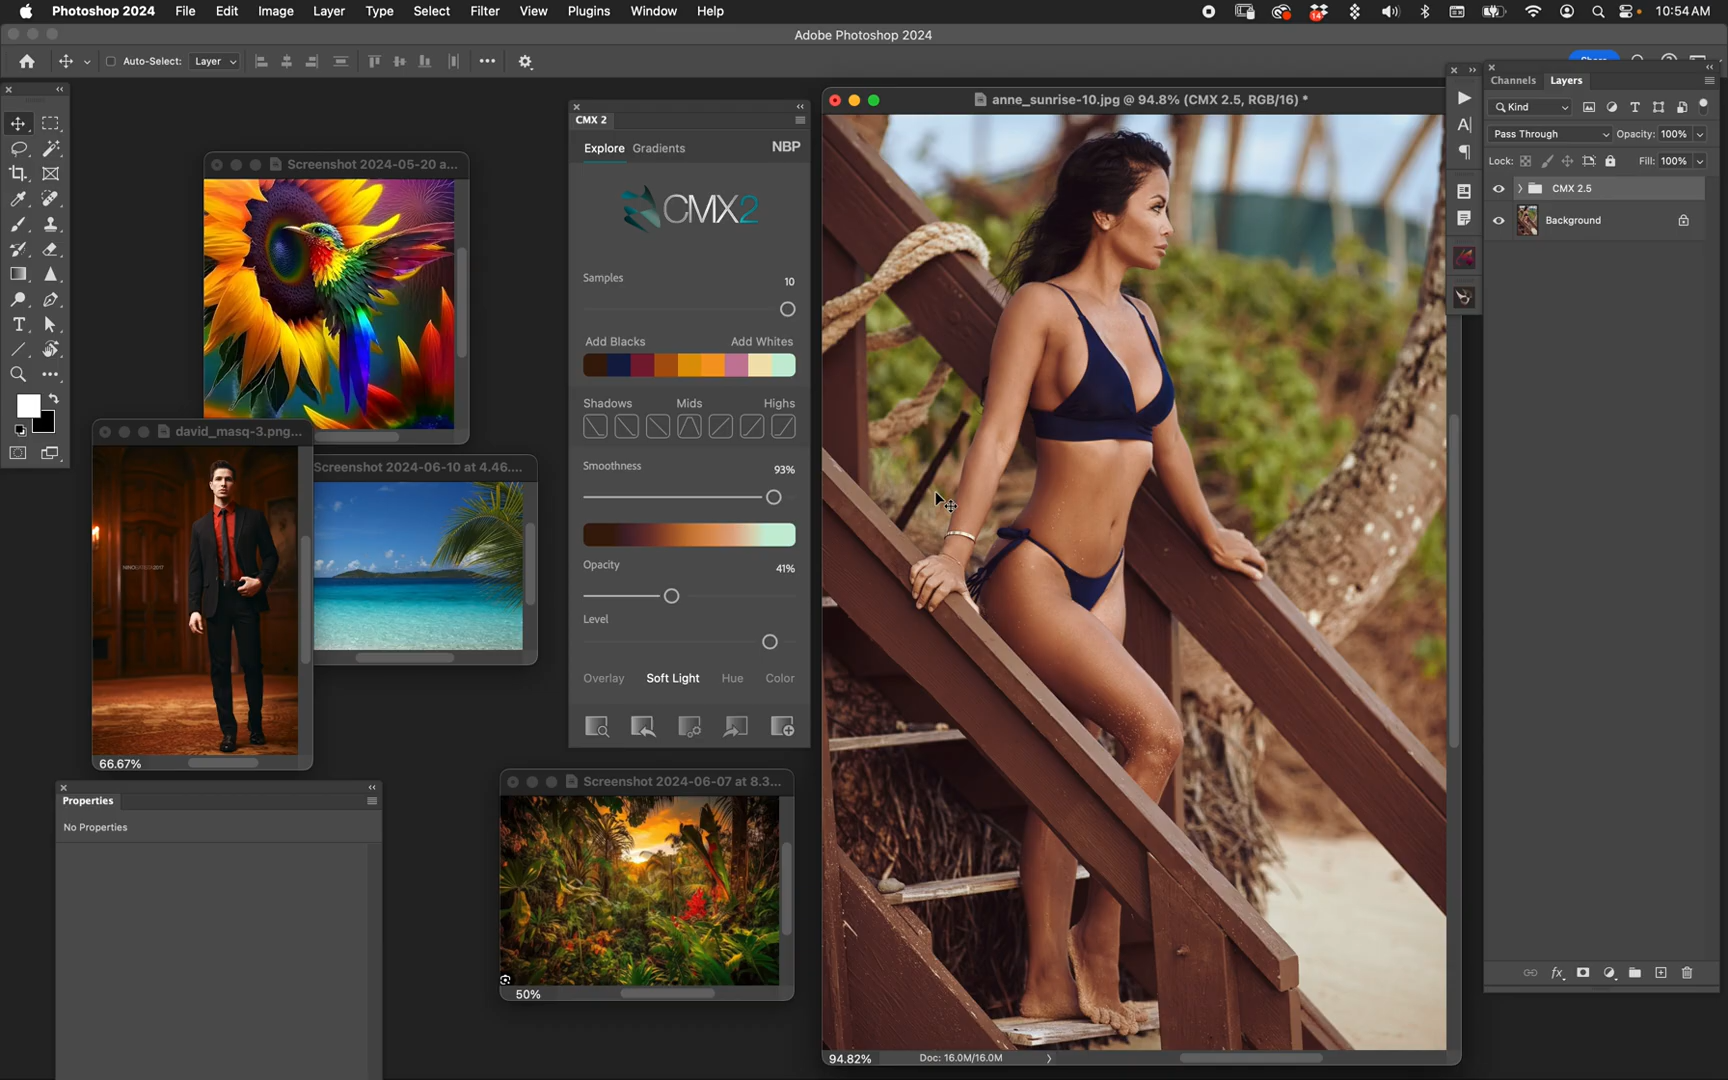 Photoshop 2024 File Edit Image Layer Type Select Filter View Plugins Window Help 14 10:54 AM
Adobe Photoshop 2024
Auto-Select: Layer
Channels Layers
Kind
Pass Through Opacity: 100%
Lock: Fill: 100%
CMX 2.5
Background
Screenshot 2024-05-20 a...
david_masq-3.png...
66.67%
Screenshot 2024-06-10 at 4.46....
Properties
No Properties
CMX 2
Explore Gradients NBP
CMX2
Samples 10
Add Blacks Add Whites
Shadows Mids Highs
Smoothness 93%
Opacity 41%
Level
Overlay Soft Light Hue Color
Screenshot 2024-06-07 at 8.3...
50%
anne_sunrise-10.jpg @ 94.8% (CMX 2.5, RGB/16) *
94.82% Doc: 16.0M/16.0M